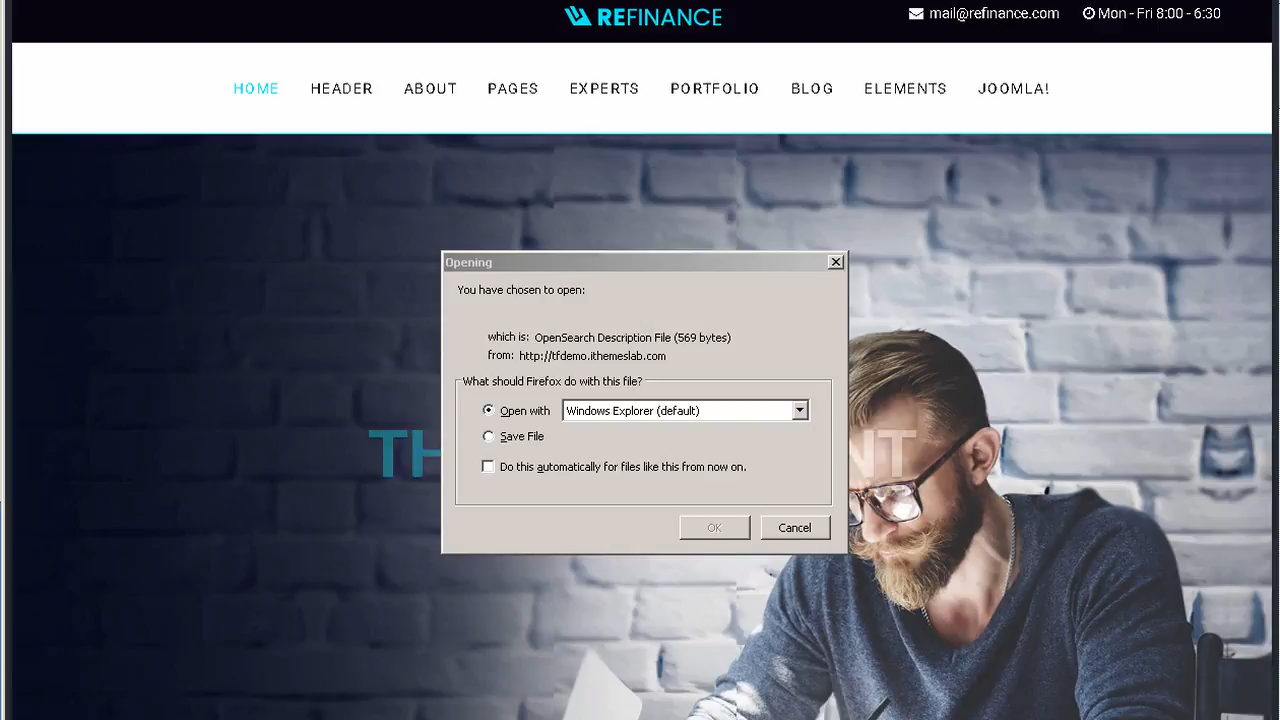 REFINANCE
mail@refinance.com
Mon - Fri 8:00 - 6:30
HOME HEADER ABOUT PAGES EXPERTS PORTFOLIO BLOG ELEMENTS JOOMLA!
Opening
You have chosen to open:
which is: OpenSearch Description File (569 bytes)
from: http://tfdemo.ithemeslab.com
What should Firefox do with this file?
Open with Windows Explorer (default)
Save File
Do this automatically for files like this from now on.
OK Cancel